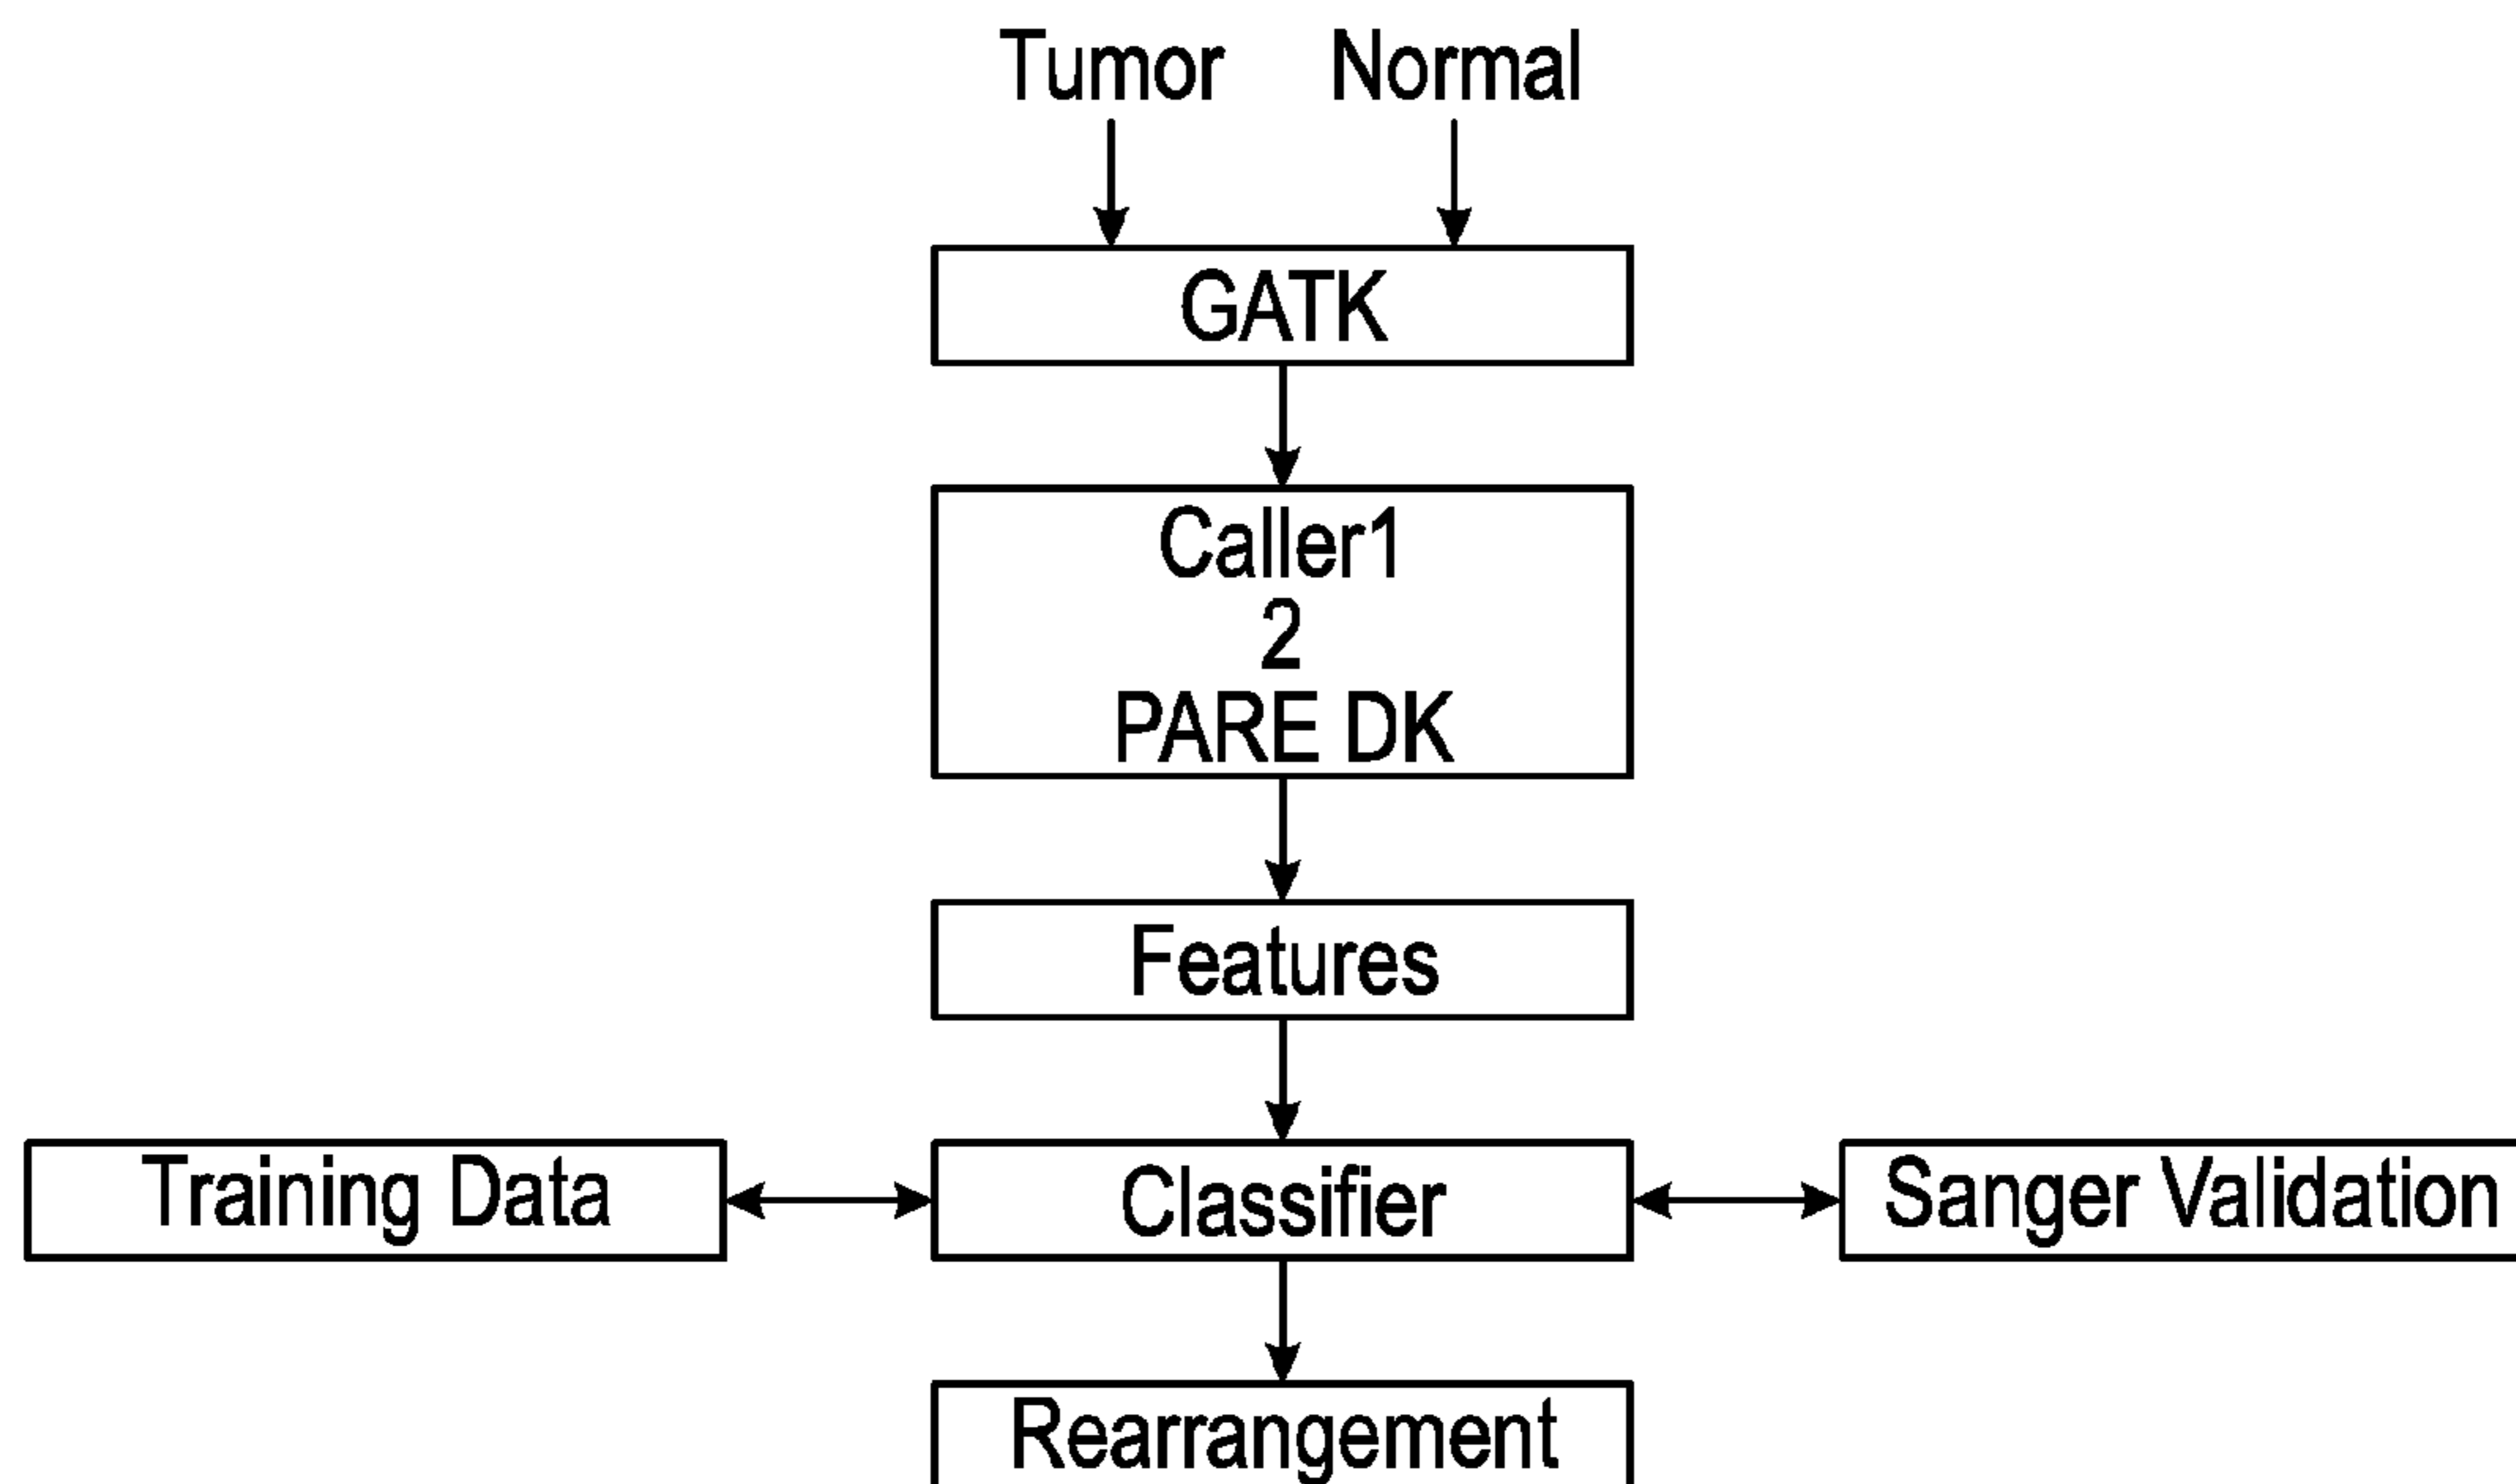 Tumor Normal
GATK
Caller1
2
PARE DK
Features
Training Data
Classifier
Sanger Validation
Rearrangement